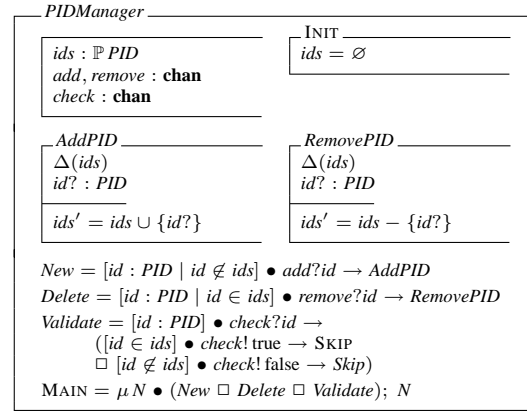 PIDManager
ids : ℙ PID
add, remove : chan
check : chan
INIT
ids = ∅
AddPID
Δ(ids)
id? : PID
ids′ = ids ∪ {id?}
RemovePID
Δ(ids)
id? : PID
ids′ = ids − {id?}
New = [id : PID | id ∉ ids] • add?id → AddPID
Delete = [id : PID | id ∈ ids] • remove?id → RemovePID
Validate = [id : PID] • check?id →
([id ∈ ids] • check! true → SKIP
□ [id ∉ ids] • check! false → Skip)
MAIN = μ N • (New □ Delete □ Validate); N